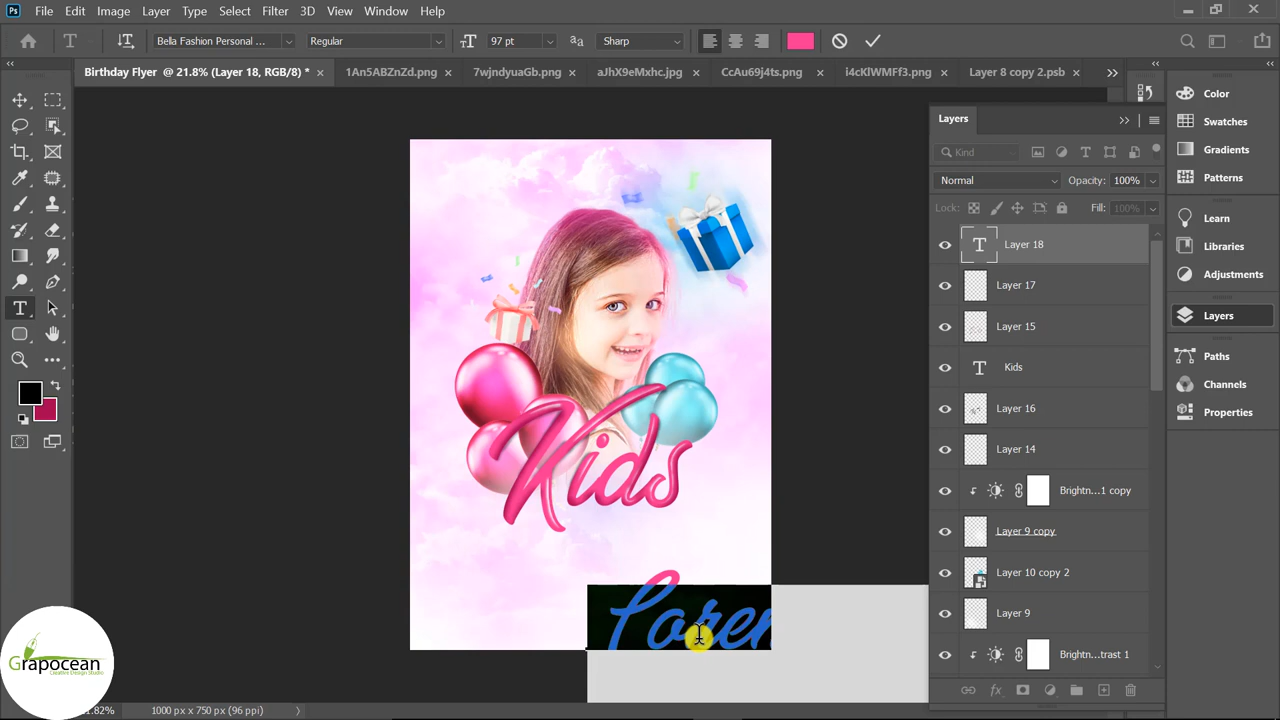 Ps File Edit Image Layer Type Select Filter 3D View Window Help
T Bella Fashion Personal ... Regular 97 pt Sharp
Birthday Flyer @ 21.8% (Layer 18, RGB/8) * × 1An5ABZnZd.png × 7wjndyuaGb.png × aJhX9eMxhc.jpg × CcAu69j4ts.png × i4cKlWMFf3.png × Layer 8 copy 2.psb ×
Layers
Kind
Normal Opacity: 100%
Lock: Fill: 100%
Layer 18
Layer 17
Layer 15
Kids
Layer 16
Layer 14
Brightn...1 copy
Layer 9 copy
Layer 10 copy 2
Layer 9
Brightn...trast 1
Color
Swatches
Gradients
Patterns
Learn
Libraries
Adjustments
Layers
Paths
Channels
Properties
Kids
Lorem
Grapocean
Creative Design Studio
1000 px x 750 px (96 ppi)